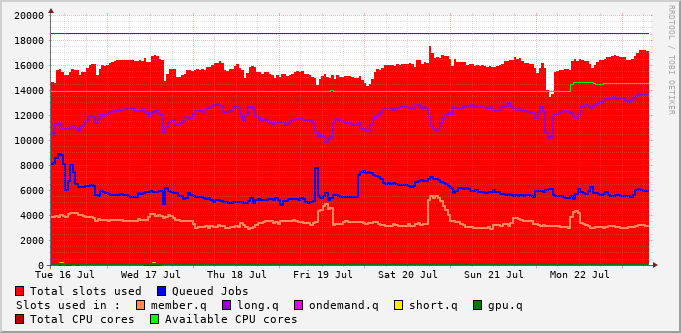 20000
18000
16000
14000
12000
10000
8000
6000
4000
2000
0
Tue 16 Jul Wed 17 Jul Thu 18 Jul Fri 19 Jul Sat 20 Jul Sun 21 Jul Mon 22 Jul
Total slots used Queued Jobs
Slots used in : member.q long.q ondemand.q short.q gpu.q
Total CPU cores Available CPU cores
RRDTOOL / TOBI OETIKER